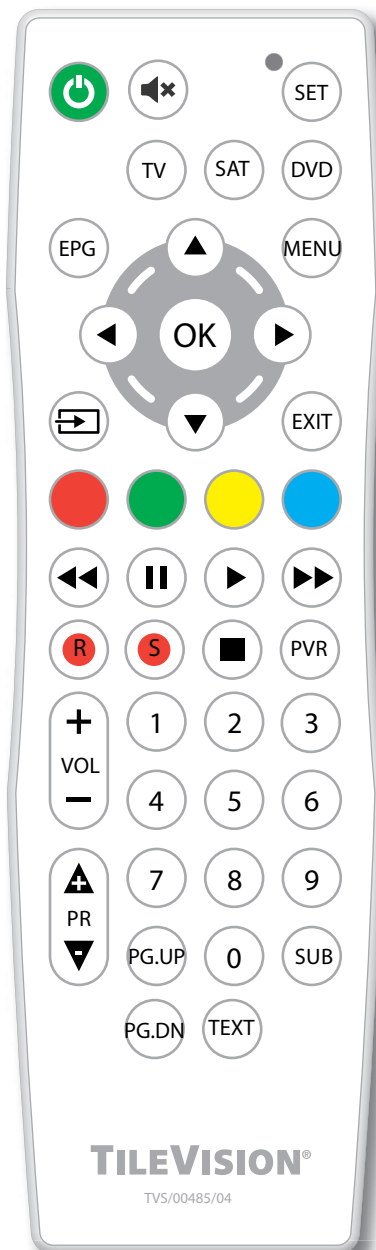 SET
TV SAT DVD
EPG MENU
OK
EXIT
R S PVR
+ 1 2 3
VOL
− 4 5 6
+ 7 8 9
PR
- PG.UP 0 SUB
PG.DN TEXT
TILEVISION®
TVS/00485/04